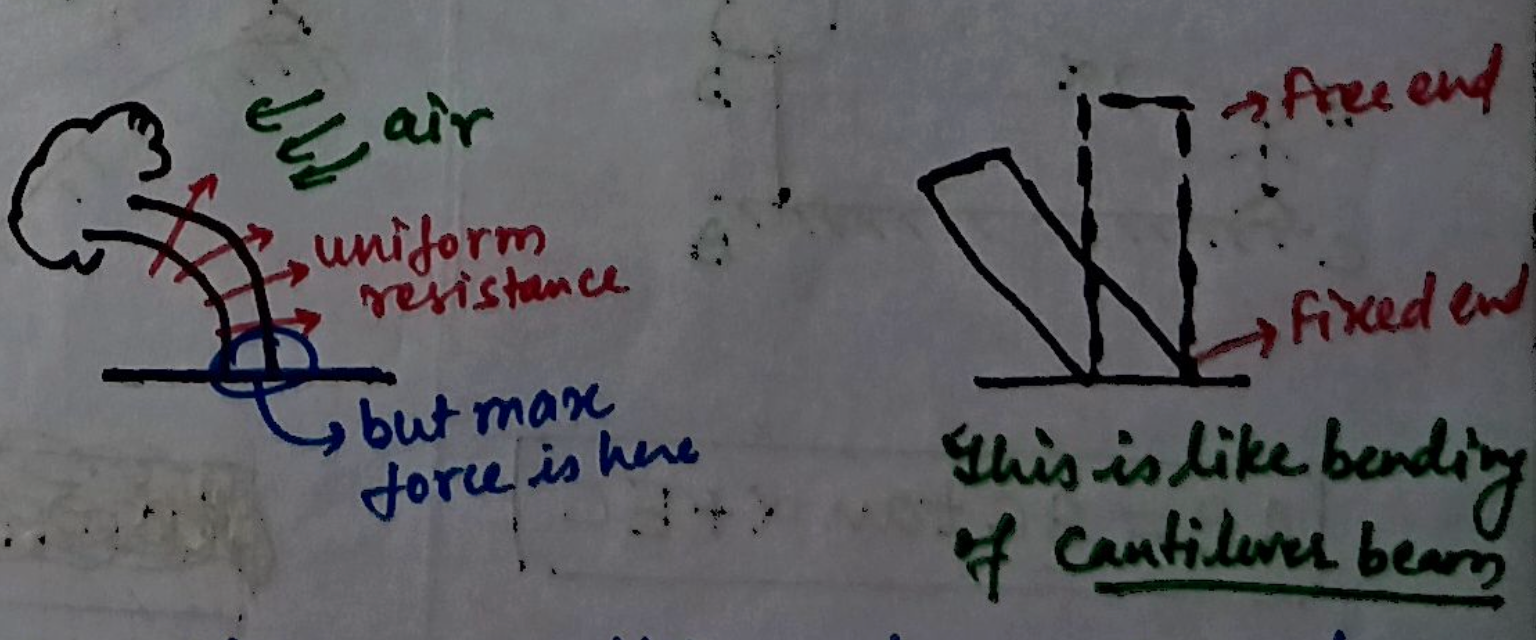 air
uniform
resistance
but max
force is here
free end
fixed end
This is like bending
of cantilever beam